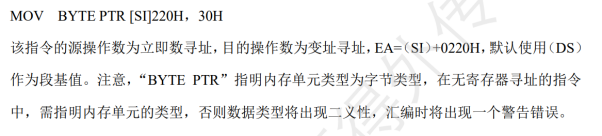 MOV BYTE PTR [SI]220H，30H
该指令的源操作数为立即数寻址，目的操作数为变址寻址，EA=（SI）+0220H，默认使用（DS）
作为段基值。注意，“BYTE PTR”指明内存单元类型为字节类型，在无寄存器寻址的指令
中，需指明内存单元的类型，否则数据类型将出现二义性，汇编时将出现一个警告错误。
得外传